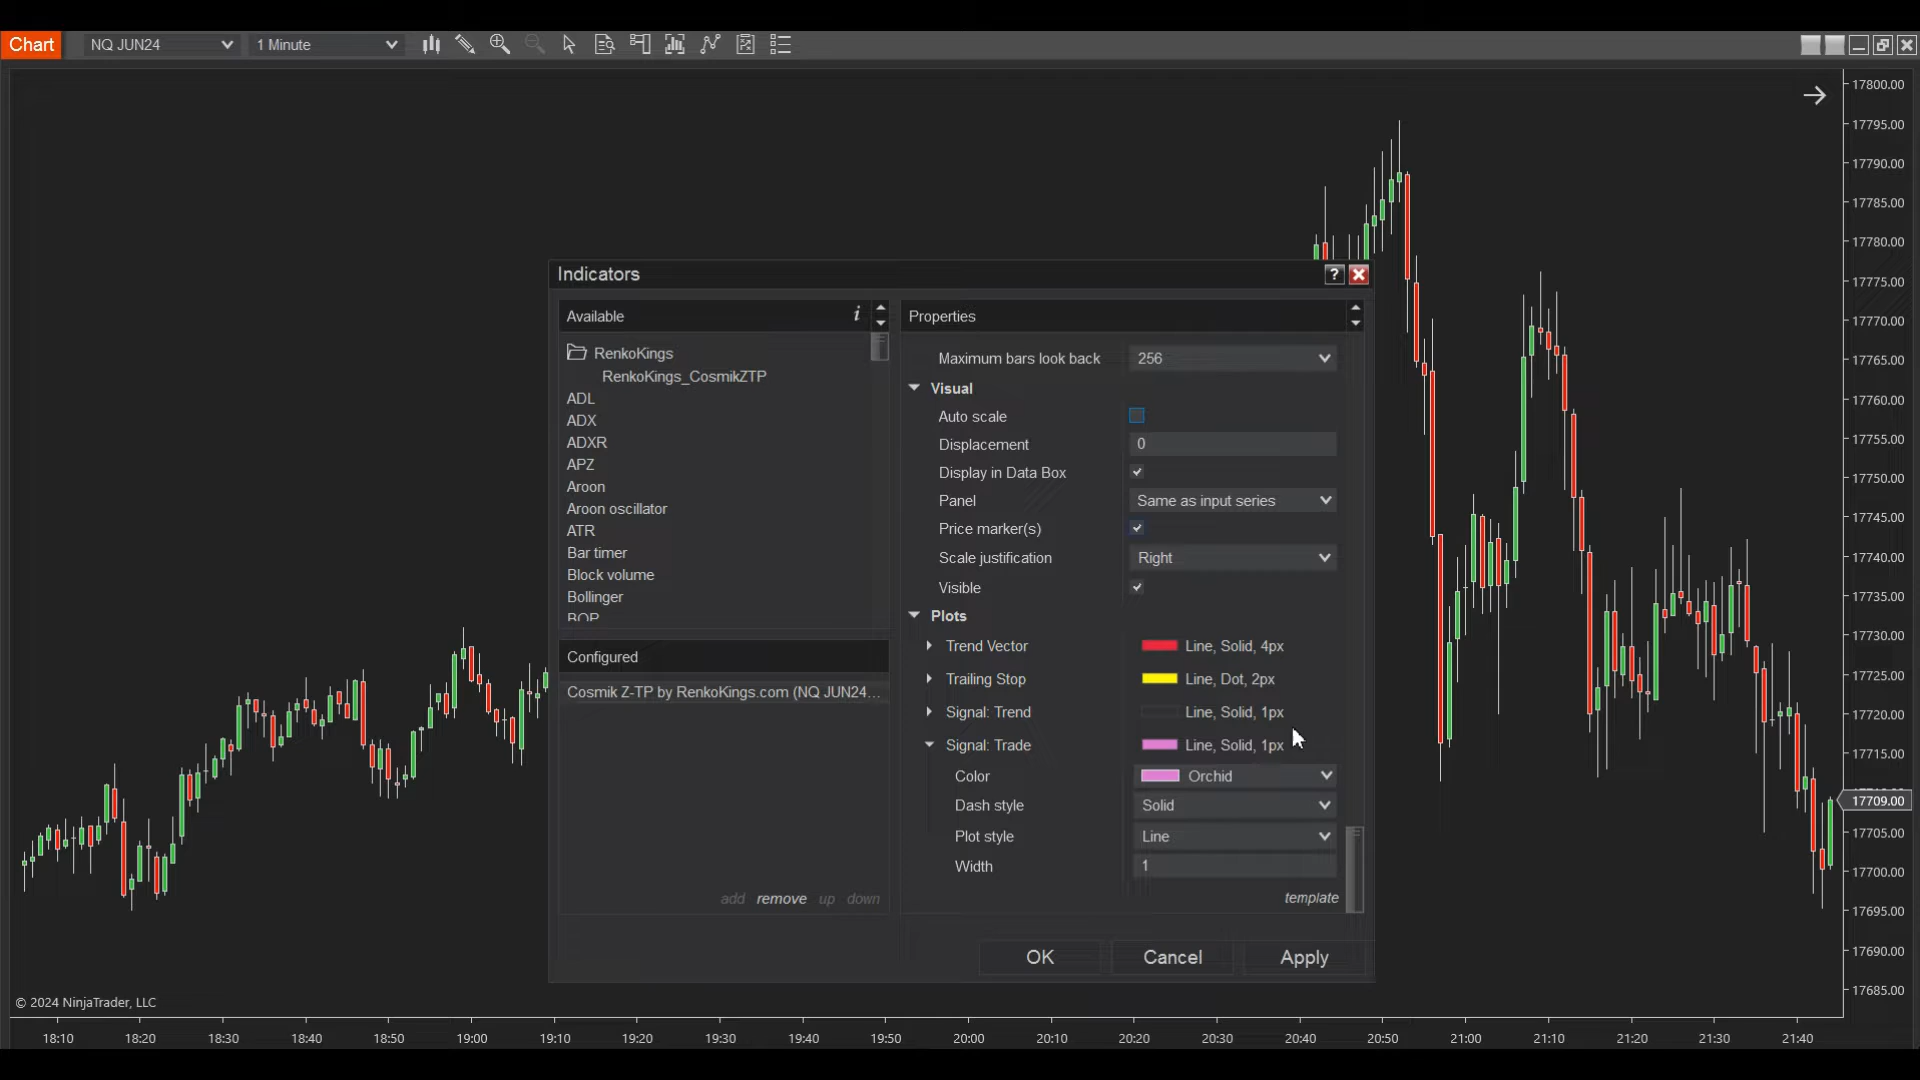 Chart
NQ JUN24
1 Minute
Indicators
?
Available
i
Properties
RenkoKings
RenkoKings_CosmikZTP
ADL
ADX
ADXR
APZ
Aroon
Aroon oscillator
ATR
Bar timer
Block volume
Bollinger
BOP
Configured
Cosmik Z-TP by RenkoKings.com (NQ JUN24...
add remove up down
Maximum bars look back 256
Visual
Auto scale
Displacement 0
Display in Data Box
Panel Same as input series
Price marker(s)
Scale justification Right
Visible
Plots
Trend Vector Line, Solid, 4px
Trailing Stop Line, Dot, 2px
Signal: Trend Line, Solid, 1px
Signal: Trade Line, Solid, 1px
Color Orchid
Dash style Solid
Plot style Line
Width 1
template
OK Cancel Apply
17800.00
17795.00
17790.00
17785.00
17780.00
17775.00
17770.00
17765.00
17760.00
17755.00
17750.00
17745.00
17740.00
17735.00
17730.00
17725.00
17720.00
17715.00
17709.00
17705.00
17700.00
17695.00
17690.00
17685.00
© 2024 NinjaTrader, LLC
18:10 18:20 18:30 18:40 18:50 19:00 19:10 19:20 19:30 19:40 19:50 20:00 20:10 20:20 20:30 20:40 20:50 21:00 21:10 21:20 21:30 21:40